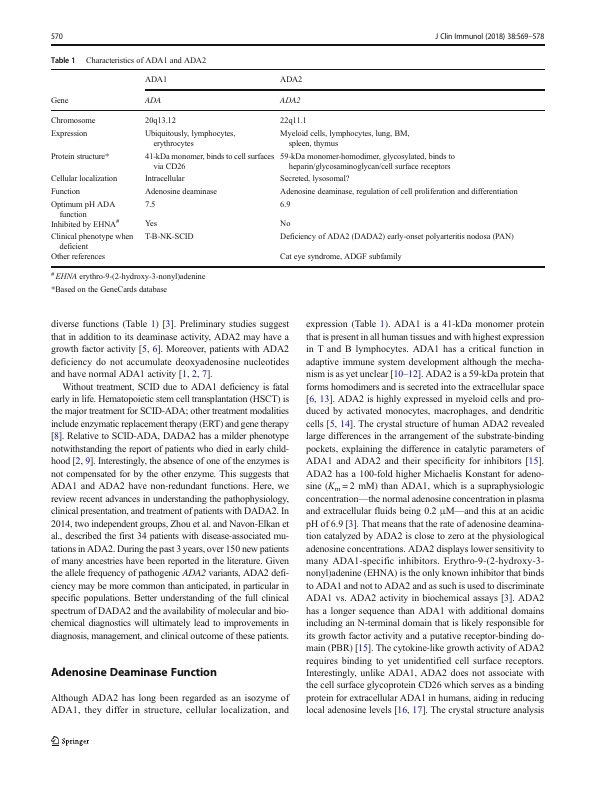 570
J Clin Immunol (2018) 38:569–578
Table 1 Characteristics of ADA1 and ADA2
ADA1 ADA2
Gene ADA ADA2
Chromosome 20q13.12 22q11.1
Expression Ubiquitously, lymphocytes, erythrocytes Myeloid cells, lymphocytes, lung, BM, spleen, thymus
Protein structure* 41-kDa monomer, binds to cell surfaces via CD26 59-kDa monomer-homodimer, glycosylated, binds to heparin/glycosaminoglycan/cell surface receptors
Cellular localization Intracellular Secreted, lysosomal?
Function Adenosine deaminase Adenosine deaminase, regulation of cell proliferation and differentiation
Optimum pH ADA function 7.5 6.9
Inhibited by EHNA# Yes No
Clinical phenotype when deficient T-B-NK-SCID Deficiency of ADA2 (DADA2) early-onset polyarteritis nodosa (PAN)
Other references Cat eye syndrome, ADGF subfamily
# EHNA erythro-9-(2-hydroxy-3-nonyl)adenine
*Based on the GeneCards database
diverse functions (Table 1) [3]. Preliminary studies suggest
that in addition to its deaminase activity, ADA2 may have a
growth factor activity [5, 6]. Moreover, patients with ADA2
deficiency do not accumulate deoxyadenosine nucleotides
and have normal ADA1 activity [1, 2, 7].
Without treatment, SCID due to ADA1 deficiency is fatal
early in life. Hematopoietic stem cell transplantation (HSCT) is
the major treatment for SCID-ADA; other treatment modalities
include enzymatic replacement therapy (ERT) and gene therapy
[8]. Relative to SCID-ADA, DADA2 has a milder phenotype
notwithstanding the report of patients who died in early child-
hood [2, 9]. Interestingly, the absence of one of the enzymes is
not compensated for by the other enzyme. This suggests that
ADA1 and ADA2 have non-redundant functions. Here, we
review recent advances in understanding the pathophysiology,
clinical presentation, and treatment of patients with DADA2. In
2014, two independent groups, Zhou et al. and Navon-Elkan et
al., described the first 34 patients with disease-associated mu-
tations in ADA2. During the past 3 years, over 150 new patients
of many ancestries have been reported in the literature. Given
the allele frequency of pathogenic ADA2 variants, ADA2 defi-
ciency may be more common than anticipated, in particular in
specific populations. Better understanding of the full clinical
spectrum of DADA2 and the availability of molecular and bio-
chemical diagnostics will ultimately lead to improvements in
diagnosis, management, and clinical outcome of these patients.
Adenosine Deaminase Function
Although ADA2 has long been regarded as an isozyme of
ADA1, they differ in structure, cellular localization, and
expression (Table 1). ADA1 is a 41-kDa monomer protein
that is present in all human tissues and with highest expression
in T and B lymphocytes. ADA1 has a critical function in
adaptive immune system development although the mecha-
nism is as yet unclear [10–12]. ADA2 is a 59-kDa protein that
forms homodimers and is secreted into the extracellular space
[6, 13]. ADA2 is highly expressed in myeloid cells and pro-
duced by activated monocytes, macrophages, and dendritic
cells [5, 14]. The crystal structure of human ADA2 revealed
large differences in the arrangement of the substrate-binding
pockets, explaining the difference in catalytic parameters of
ADA1 and ADA2 and their specificity for inhibitors [15].
ADA2 has a 100-fold higher Michaelis Konstant for adeno-
sine (Km = 2 mM) than ADA1, which is a supraphysiologic
concentration—the normal adenosine concentration in plasma
and extracellular fluids being 0.2 μM—and this at an acidic
pH of 6.9 [3]. That means that the rate of adenosine deamina-
tion catalyzed by ADA2 is close to zero at the physiological
adenosine concentrations. ADA2 displays lower sensitivity to
many ADA1-specific inhibitors. Erythro-9-(2-hydroxy-3-
nonyl)adenine (EHNA) is the only known inhibitor that binds
to ADA1 and not to ADA2 and as such is used to discriminate
ADA1 vs. ADA2 activity in biochemical assays [3]. ADA2
has a longer sequence than ADA1 with additional domains
including an N-terminal domain that is likely responsible for
its growth factor activity and a putative receptor-binding do-
main (PBR) [15]. The cytokine-like growth activity of ADA2
requires binding to yet unidentified cell surface receptors.
Interestingly, unlike ADA1, ADA2 does not associate with
the cell surface glycoprotein CD26 which serves as a binding
protein for extracellular ADA1 in humans, aiding in reducing
local adenosine levels [16, 17]. The crystal structure analysis
Springer